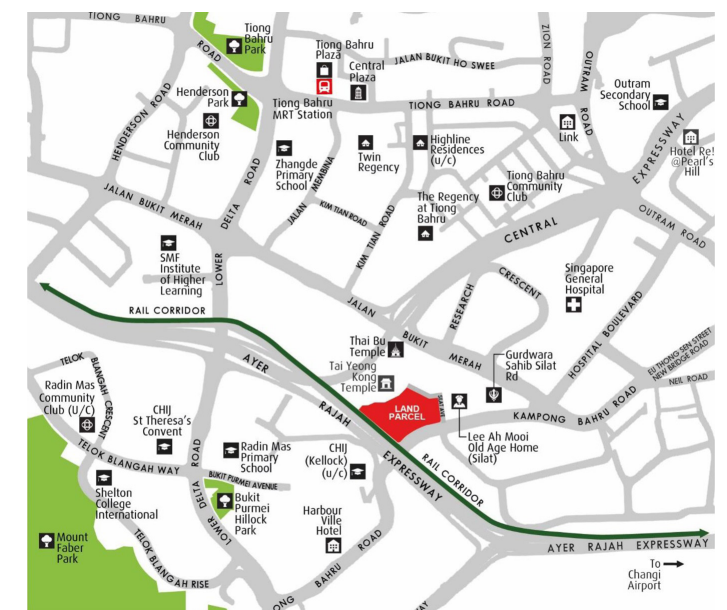 TIONG BAHRU
ROAD
Tiong
Bahru
Park
Tiong Bahru
Plaza
Central
Plaza
JALAN BUKIT HO SWEE
ZION ROAD
OUTRAM ROAD
Outram
Secondary
School
EXPRESSWAY
Henderson
Park
Henderson
Community
Club
HENDERSON ROAD
Tiong Bahru
MRT Station
TIONG BAHRU ROAD
Link
Hotel Re!
@Pearl's
Hill
Zhangde
Primary
School
Twin
Regency
Highline
Residences
(u/c)
Tiong Bahru
Community
Club
JALAN MEMBINA
KIM TIAN ROAD
KIM TIAN ROAD
The Regency
at Tiong
Bahru
CENTRAL
OUTRAM ROAD
JALAN BUKIT MERAH
LOWER DELTA ROAD
SMF
Institute
of Higher
Learning
RAIL CORRIDOR
JALAN BUKIT MERAH
RESEARCH CRESCENT
Singapore
General
Hospital
HOSPITAL BOULEVARD
EU TONG SEN STREET
NEW BRIDGE ROAD
NEIL ROAD
Thai Bu
Temple
Tai Yeong
Kong
Temple
Gurdwara
Sahib Silat
Rd
AYER RAJAH EXPRESSWAY
LAND
PARCEL
KAMPONG BAHRU ROAD
Lee Ah Mooi
Old Age Home
(Silat)
TELOK BLANGAH CRESCENT
Radin Mas
Community
Club (U/C)
CHIJ
St Theresa's
Convent
TELOK BLANGAH WAY
Radin Mas
Primary
School
BUKIT PURMEI AVENUE
CHIJ
(Kellock)
(u/c)
RAIL CORRIDOR
Shelton
College
International
LOWER DELTA ROAD
Bukit
Purmei
Hillock
Park
Harbour
Ville
Hotel
Mount
Faber
Park
TELOK BLANGAH RISE
ONG BAHRU ROAD
AYER RAJAH EXPRESSWAY
To
Changi
Airport